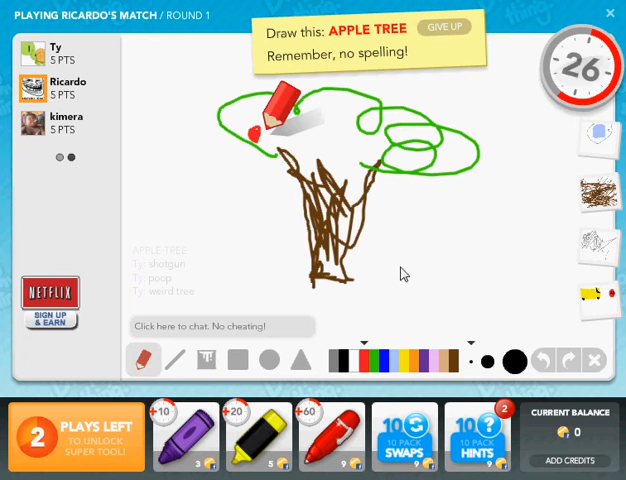 PLAYING RICARDO'S MATCH / ROUND 1
Draw this: APPLE TREE
GIVE UP
Remember, no spelling!
26
Ty
5 PTS
Ricardo
5 PTS
kimera
5 PTS
APPLE TREE
Ty: shotgun
Ty: poop
Ty: weird tree
NETFLIX
SIGN UP
& EARN
Click here to chat. No cheating!
2 PLAYS LEFT
TO UNLOCK
SUPER TOOL!
+10
3
+20
5
+60
9
10
10 PACK
SWAPS
9
10 ?
2
10 PACK
HINTS
9
CURRENT BALANCE
0
ADD CREDITS